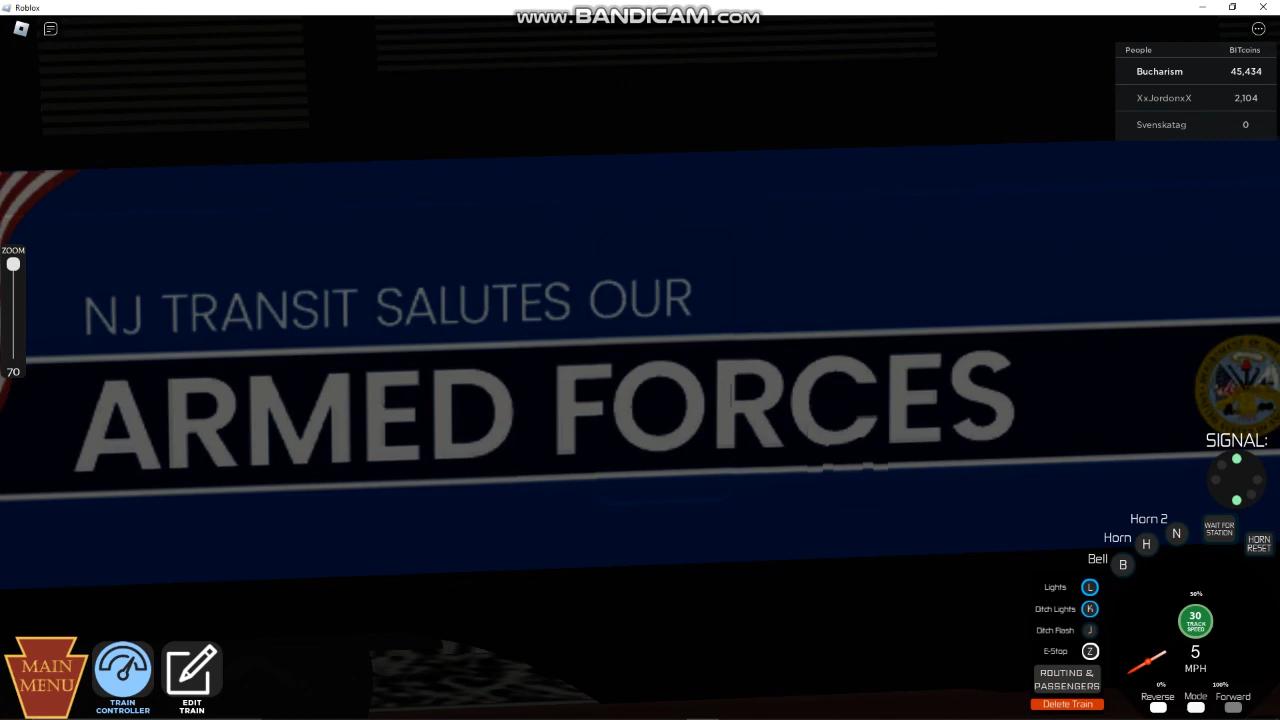 Roblox
www.BANDICAM.com
People BITcoins
Bucharism 45,434
XxJordonxX 2,104
Svenskatag 0
ZOOM
70
NJ TRANSIT SALUTES OUR
ARMED FORCES
SIGNAL:
Horn 2 N
WAIT FOR
STATION
Horn H
HORN
RESET
Bell B
Lights L
Ditch Lights K
Ditch Flash J
E-Stop Z
ROUTING &
PASSENGERS
Delete Train
30%
30
TRACK
SPEED
5
MPH
0% 100%
Reverse Mode Forward
MAIN
MENU
TRAIN
CONTROLLER
EDIT
TRAIN